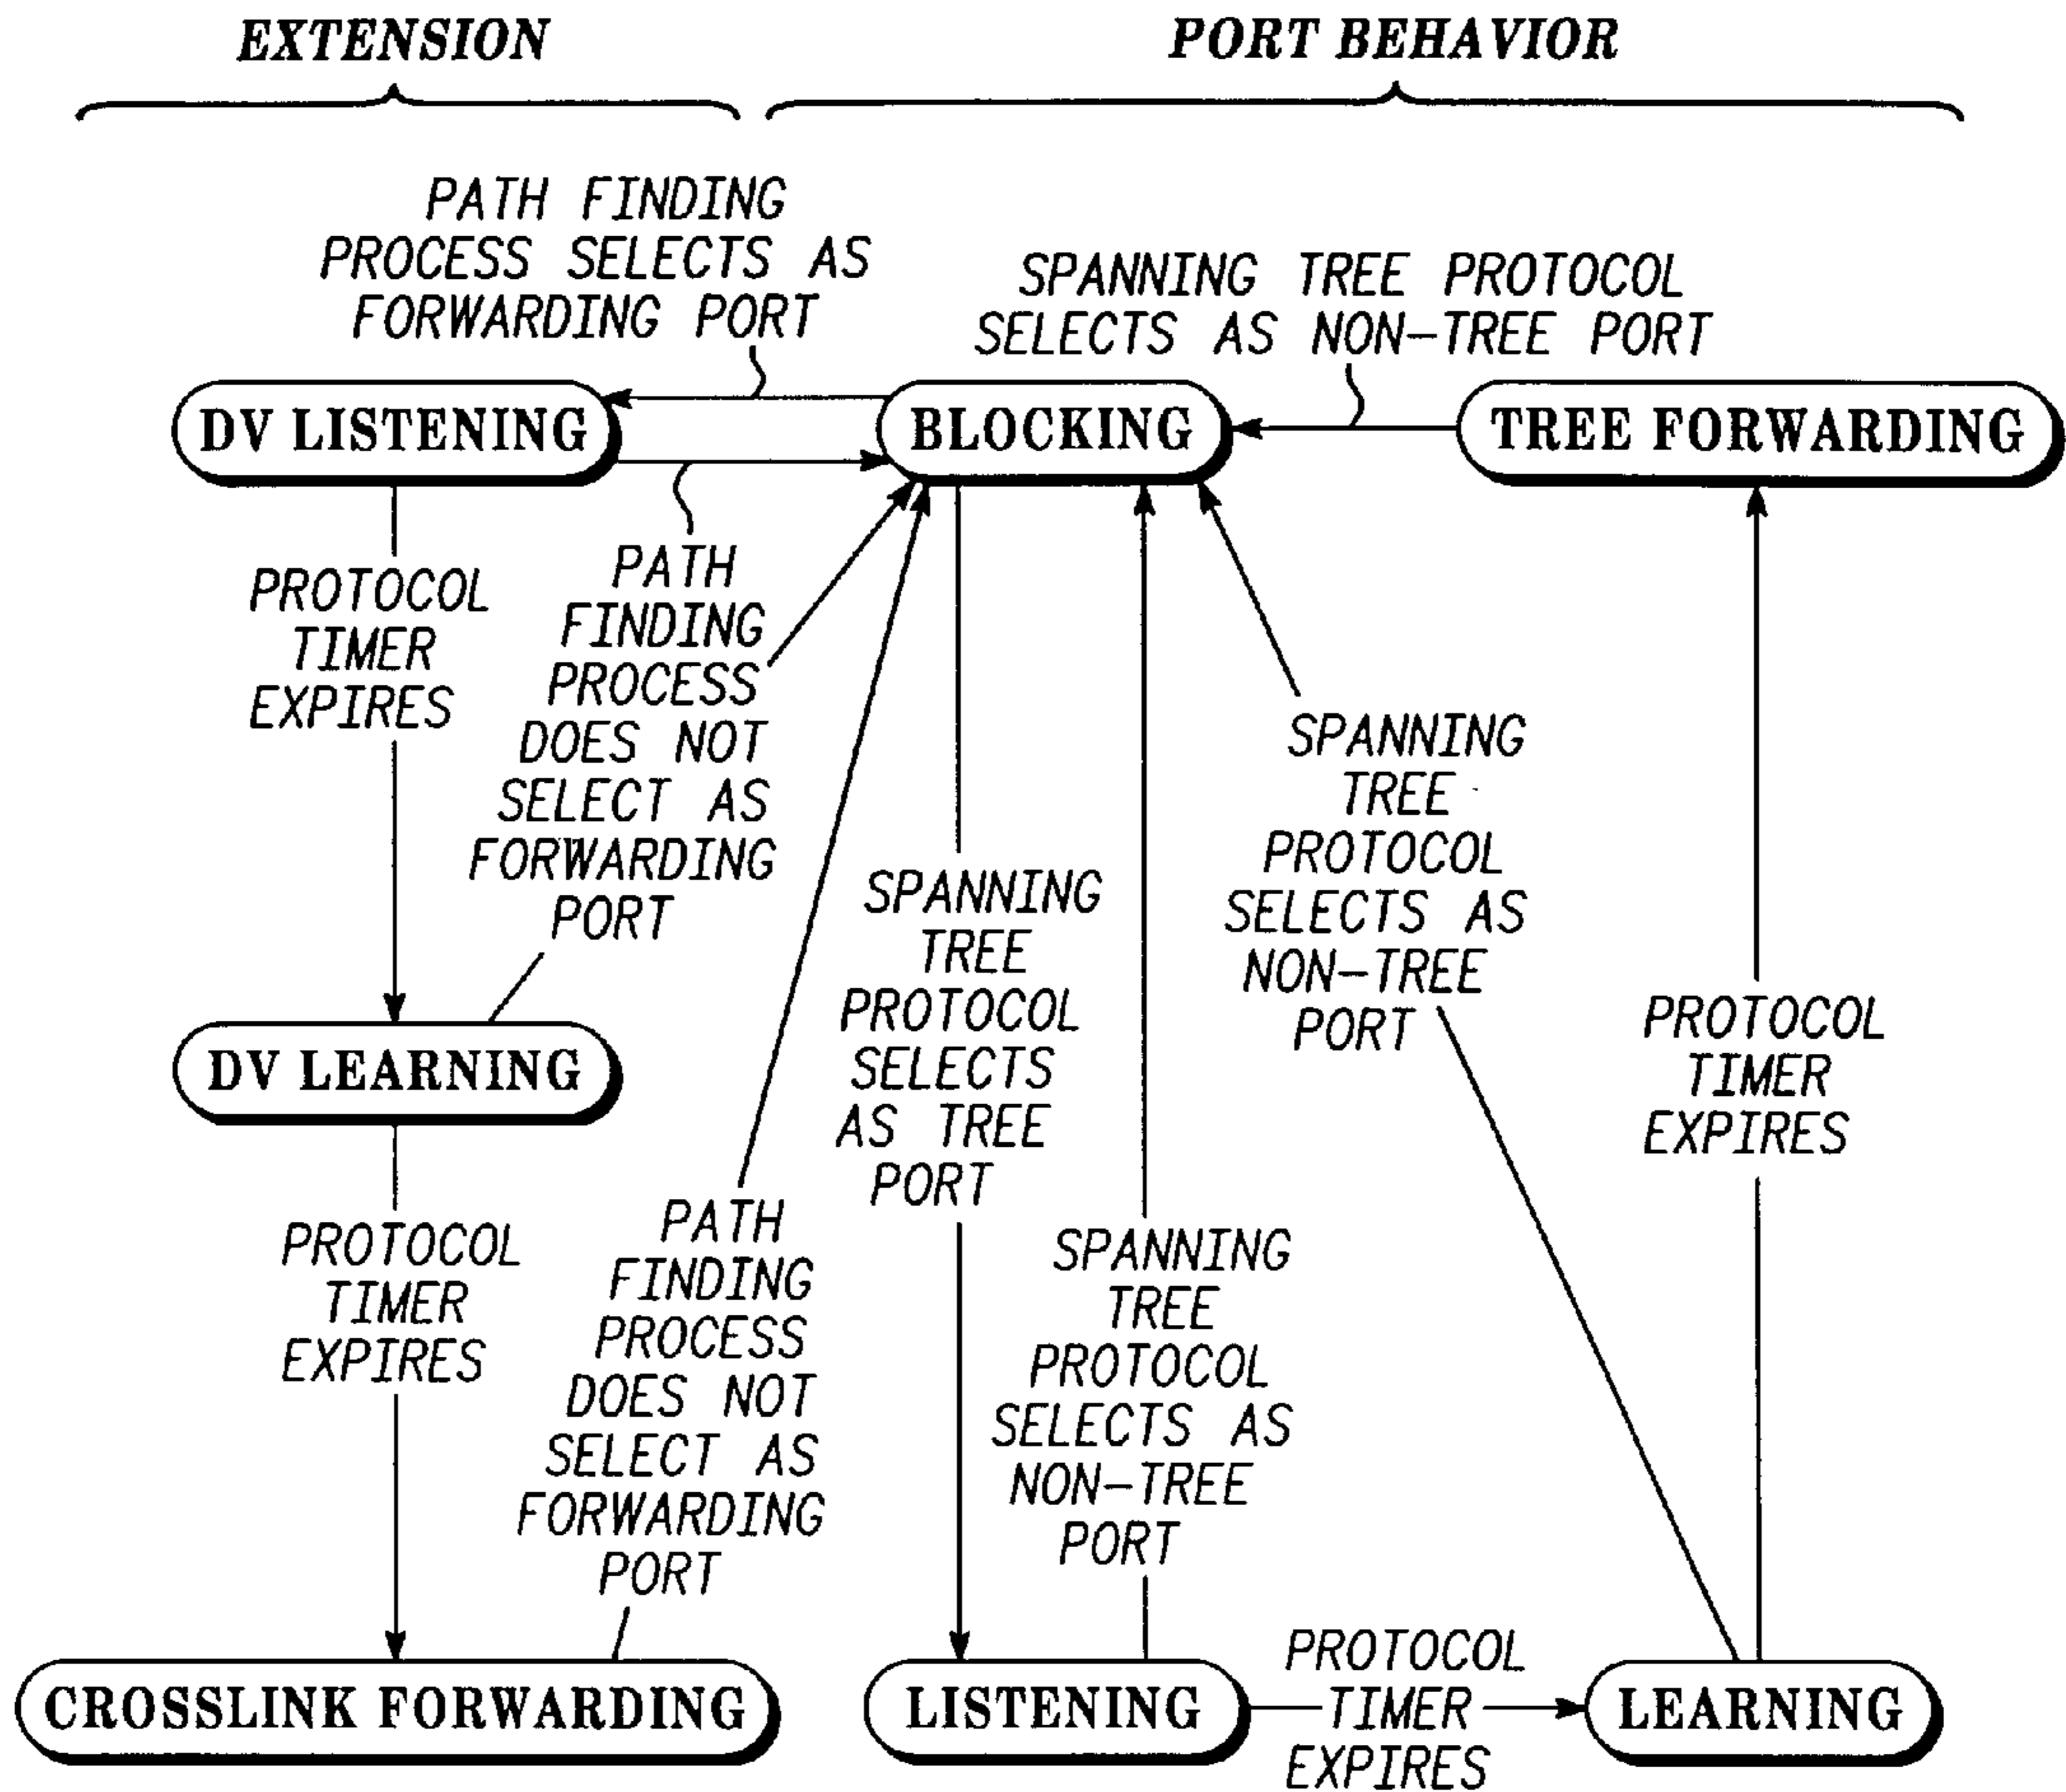 EXTENSION
PORT BEHAVIOR
PATH FINDING
PROCESS SELECTS AS
FORWARDING PORT
SPANNING TREE PROTOCOL
SELECTS AS NON-TREE PORT
DV LISTENING
BLOCKING
TREE FORWARDING
PROTOCOL
TIMER
EXPIRES
PATH
FINDING
PROCESS
DOES NOT
SELECT AS
FORWARDING
PORT
SPANNING
TREE
PROTOCOL
SELECTS
AS TREE
PORT
SPANNING
TREE
PROTOCOL
SELECTS AS
NON-TREE
PORT
PROTOCOL
TIMER
EXPIRES
DV LEARNING
PROTOCOL
TIMER
EXPIRES
PATH
FINDING
PROCESS
DOES NOT
SELECT AS
FORWARDING
PORT
SPANNING
TREE
PROTOCOL
SELECTS AS
NON-TREE
PORT
CROSSLINK FORWARDING
LISTENING
PROTOCOL
TIMER
EXPIRES
LEARNING